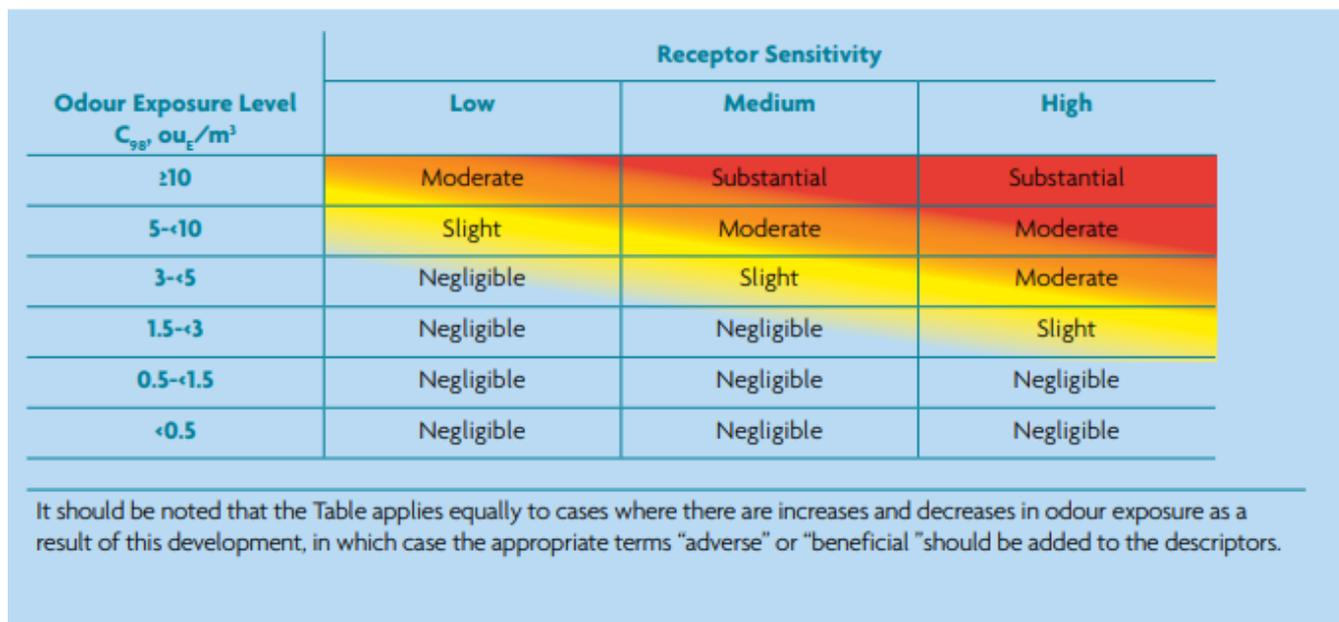 Receptor Sensitivity
Odour Exposure Level Low Medium High
C98, ouE/m³
≥10 Moderate Substantial Substantial
5-<10 Slight Moderate Moderate
3-<5 Negligible Slight Moderate
1.5-<3 Negligible Negligible Slight
0.5-<1.5 Negligible Negligible Negligible
<0.5 Negligible Negligible Negligible
It should be noted that the Table applies equally to cases where there are increases and decreases in odour exposure as a
result of this development, in which case the appropriate terms “adverse” or “beneficial ”should be added to the descriptors.